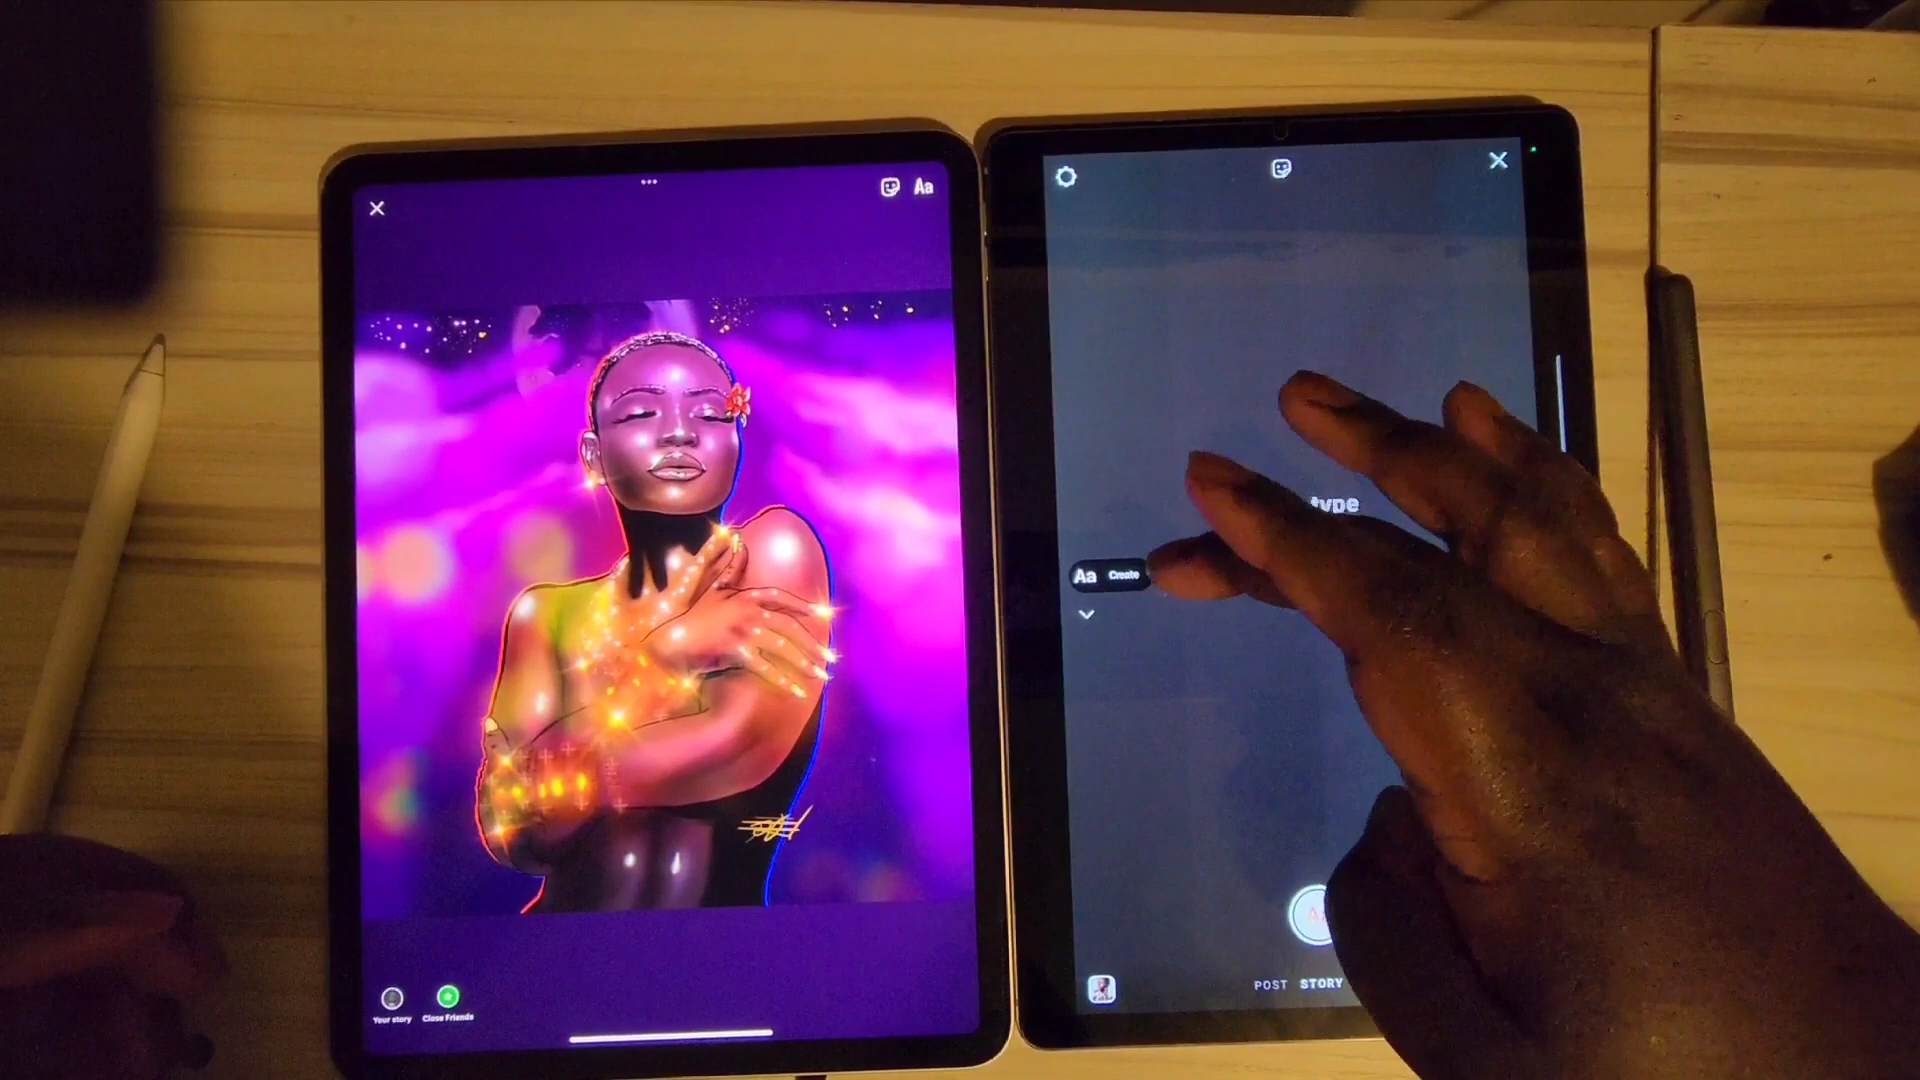 Aa
type
Aa Create
POST STORY
Your story Close Friends